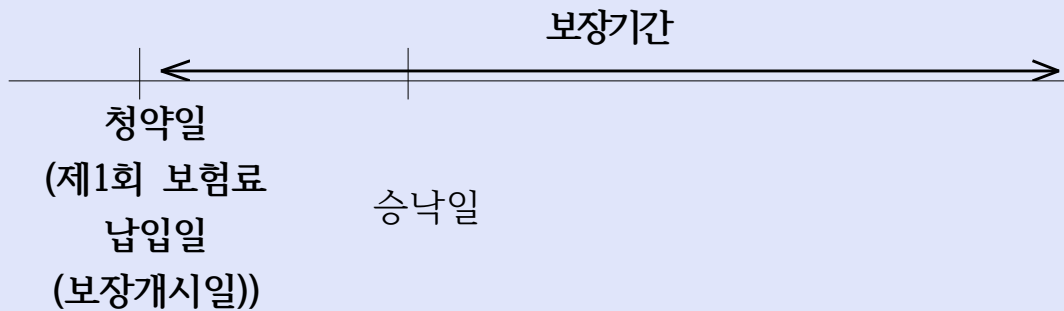 보장기간
청약일
(제1회 보험료
납입일
(보장개시일))
승낙일